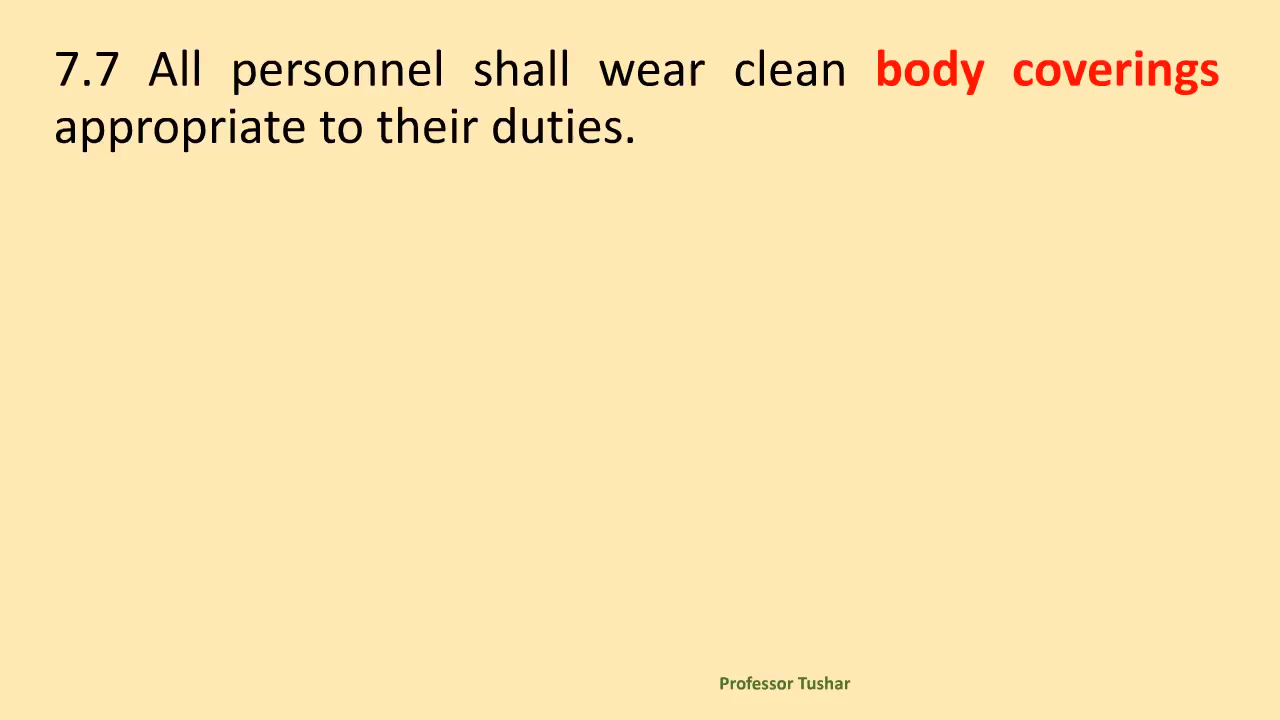 7.7 All personnel shall wear clean body coverings
appropriate to their duties.
Professor Tushar